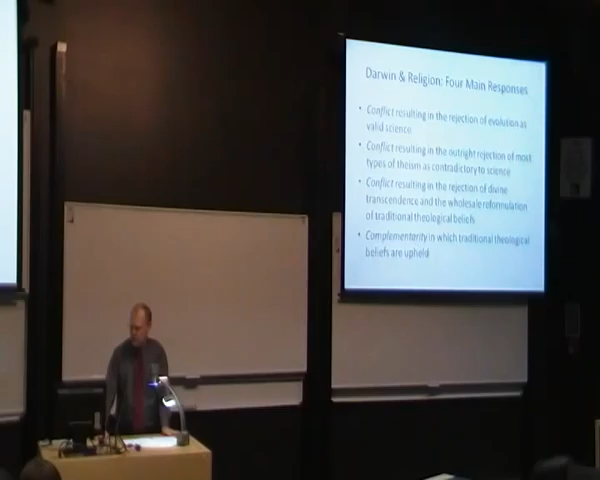 Darwin & Religion: Four Main Responses
• Conflict resulting in the rejection of evolution as
valid science
• Conflict resulting in the outright rejection of most
types of theism as contradictory to science
• Conflict resulting in the rejection of divine
transcendence and the wholesale reformulation
of traditional theological beliefs
• Complementarity in which traditional theological
beliefs are upheld